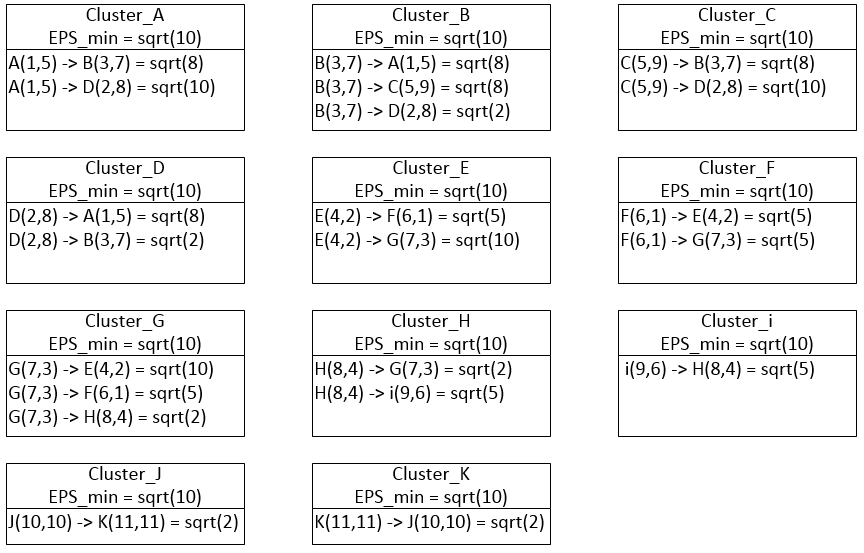 Cluster_A
EPS_min = sqrt(10)
A(1,5) -> B(3,7) = sqrt(8)
A(1,5) -> D(2,8) = sqrt(10)
Cluster_B
EPS_min = sqrt(10)
B(3,7) -> A(1,5) = sqrt(8)
B(3,7) -> C(5,9) = sqrt(8)
B(3,7) -> D(2,8) = sqrt(2)
Cluster_C
EPS_min = sqrt(10)
C(5,9) -> B(3,7) = sqrt(8)
C(5,9) -> D(2,8) = sqrt(10)
Cluster_D
EPS_min = sqrt(10)
D(2,8) -> A(1,5) = sqrt(8)
D(2,8) -> B(3,7) = sqrt(2)
Cluster_E
EPS_min = sqrt(10)
E(4,2) -> F(6,1) = sqrt(5)
E(4,2) -> G(7,3) = sqrt(10)
Cluster_F
EPS_min = sqrt(10)
F(6,1) -> E(4,2) = sqrt(5)
F(6,1) -> G(7,3) = sqrt(5)
Cluster_G
EPS_min = sqrt(10)
G(7,3) -> E(4,2) = sqrt(10)
G(7,3) -> F(6,1) = sqrt(5)
G(7,3) -> H(8,4) = sqrt(2)
Cluster_H
EPS_min = sqrt(10)
H(8,4) -> G(7,3) = sqrt(2)
H(8,4) -> i(9,6) = sqrt(5)
Cluster_i
EPS_min = sqrt(10)
i(9,6) -> H(8,4) = sqrt(5)
Cluster_J
EPS_min = sqrt(10)
J(10,10) -> K(11,11) = sqrt(2)
Cluster_K
EPS_min = sqrt(10)
K(11,11) -> J(10,10) = sqrt(2)